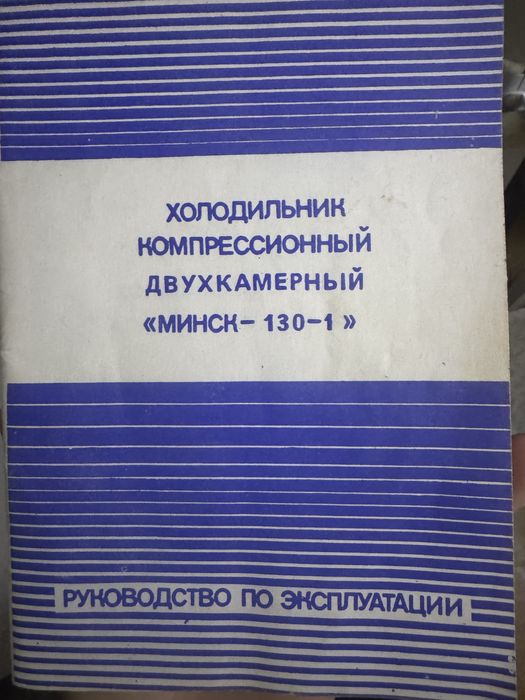 ХОЛОДИЛЬНИК
КОМПРЕССИОННЫЙ
ДВУХКАМЕРНЫЙ
«МИНСК-130-1»
РУКОВОДСТВО ПО ЭКСПЛУАТАЦИИ